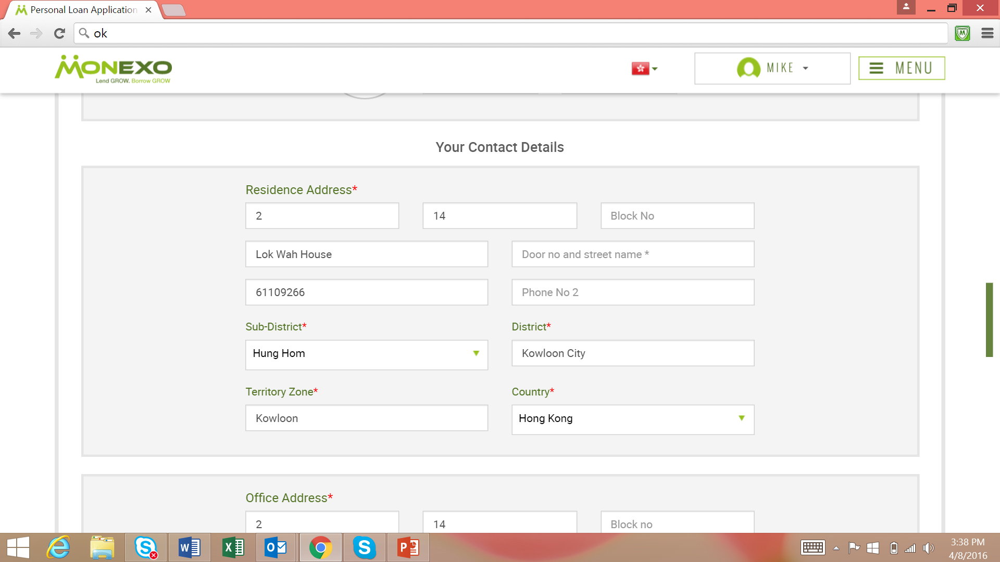 Personal Loan Application
ok
MONEXO
Lend GROW. Borrow GROW
MIKE
MENU
Your Contact Details
Residence Address*
2
14
Block No
Lok Wah House
Door no and street name *
61109266
Phone No 2
Sub-District*
District*
Hung Hom
Kowloon City
Territory Zone*
Country*
Kowloon
Hong Kong
Office Address*
2
14
Block no
3:38 PM
4/8/2016